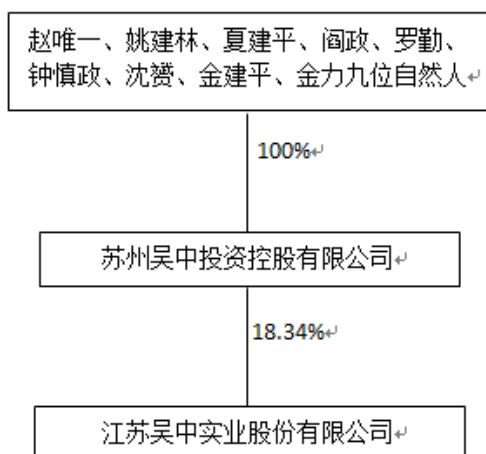 赵唯一、姚建林、夏建平、阎政、罗勤、
钟慎政、沈赟、金建平、金力九位自然人
100%
苏州吴中投资控股有限公司
18.34%
江苏吴中实业股份有限公司